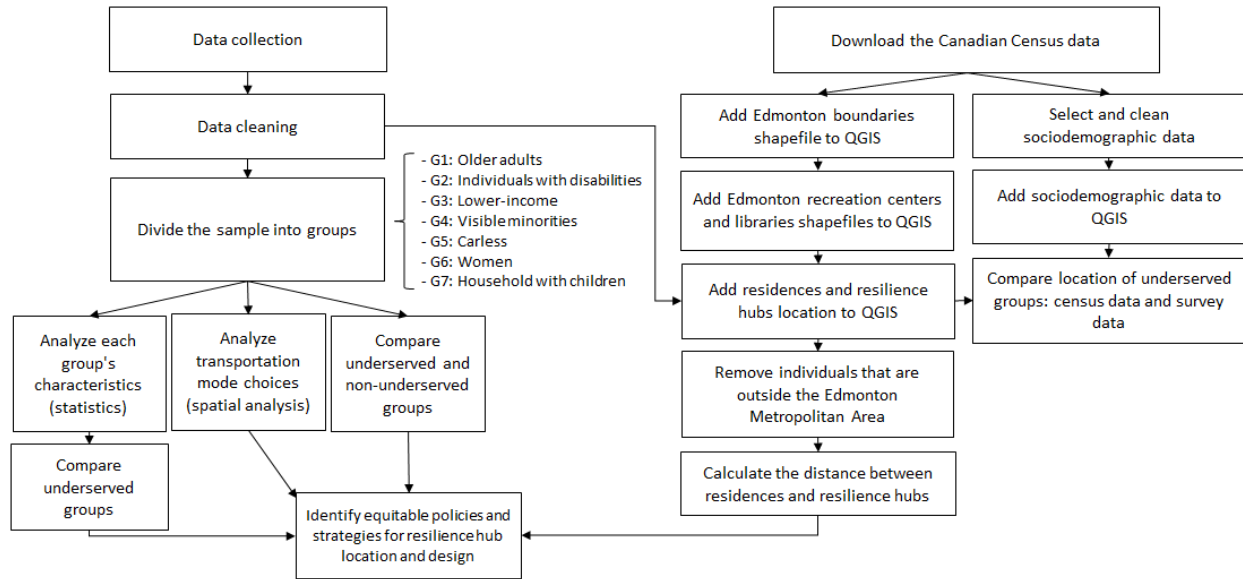 Data collection
Data cleaning
Divide the sample into groups
- G1: Older adults
- G2: Individuals with disabilities
- G3: Lower-income
- G4: Visible minorities
- G5: Carless
- G6: Women
- G7: Household with children
Analyze each
group's
characteristics
(statistics)
Analyze
transportation
mode choices
(spatial analysis)
Compare
underserved and
non-underserved
groups
Compare
underserved
groups
Identify equitable policies and
strategies for resilience hub
location and design
Download the Canadian Census data
Add Edmonton boundaries
shapefile to QGIS
Select and clean
sociodemographic data
Add Edmonton recreation centers
and libraries shapefiles to QGIS
Add sociodemographic data to
QGIS
Add residences and resilience
hubs location to QGIS
Compare location of underserved
groups: census data and survey
data
Remove individuals that are
outside the Edmonton
Metropolitan Area
Calculate the distance between
residences and resilience hubs